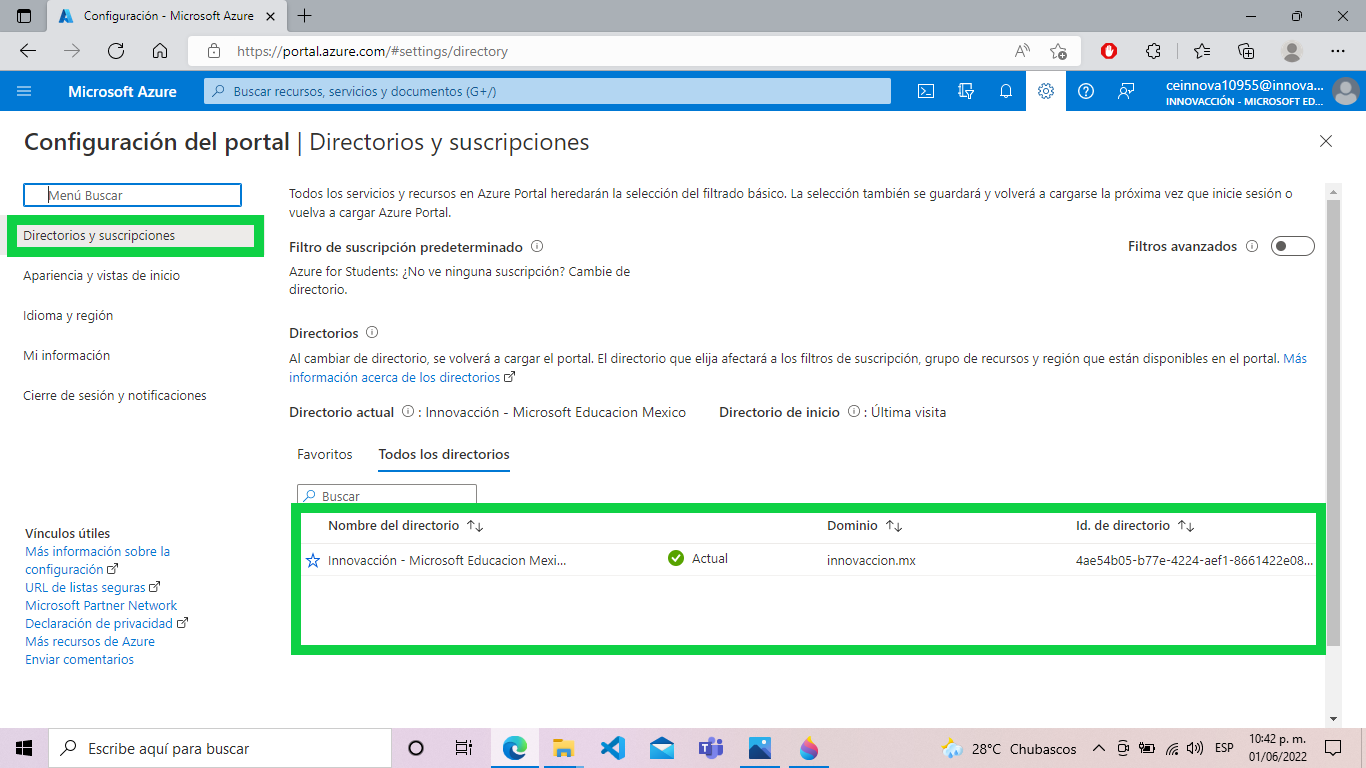 Configuración - Microsoft Azure
https://portal.azure.com/#settings/directory
Microsoft Azure
Buscar recursos, servicios y documentos (G+/)
ceinnova10955@innova...
INNOVACCIÓN - MICROSOFT ED...
Configuración del portal | Directorios y suscripciones
Menú Buscar
Directorios y suscripciones
Apariencia y vistas de inicio
Idioma y región
Mi información
Cierre de sesión y notificaciones
Vínculos útiles
Más información sobre la
configuración
URL de listas seguras
Microsoft Partner Network
Declaración de privacidad
Más recursos de Azure
Enviar comentarios
Todos los servicios y recursos en Azure Portal heredarán la selección del filtrado básico. La selección también se guardará y volverá a cargarse la próxima vez que inicie sesión o
vuelva a cargar Azure Portal.
Filtro de suscripción predeterminado
Filtros avanzados
Azure for Students: ¿No ve ninguna suscripción? Cambie de
directorio.
Directorios
Al cambiar de directorio, se volverá a cargar el portal. El directorio que elija afectará a los filtros de suscripción, grupo de recursos y región que están disponibles en el portal. Más
información acerca de los directorios
Directorio actual : Innovacción - Microsoft Educacion Mexico Directorio de inicio : Última visita
Favoritos Todos los directorios
Buscar
Nombre del directorio Dominio Id. de directorio
Innovacción - Microsoft Educacion Mexi... Actual innovaccion.mx 4ae54b05-b77e-4224-aef1-8661422e08...
Escribe aquí para buscar
28°C Chubascos
ESP
10:42 p. m.
01/06/2022